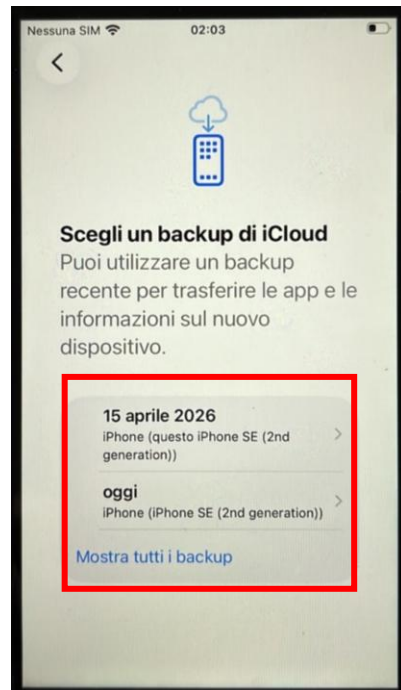 Nessuna SIM 02:03
Scegli un backup di iCloud
Puoi utilizzare un backup
recente per trasferire le app e le
informazioni sul nuovo
dispositivo.
15 aprile 2026
iPhone (questo iPhone SE (2nd
generation))
oggi
iPhone (iPhone SE (2nd generation))
Mostra tutti i backup